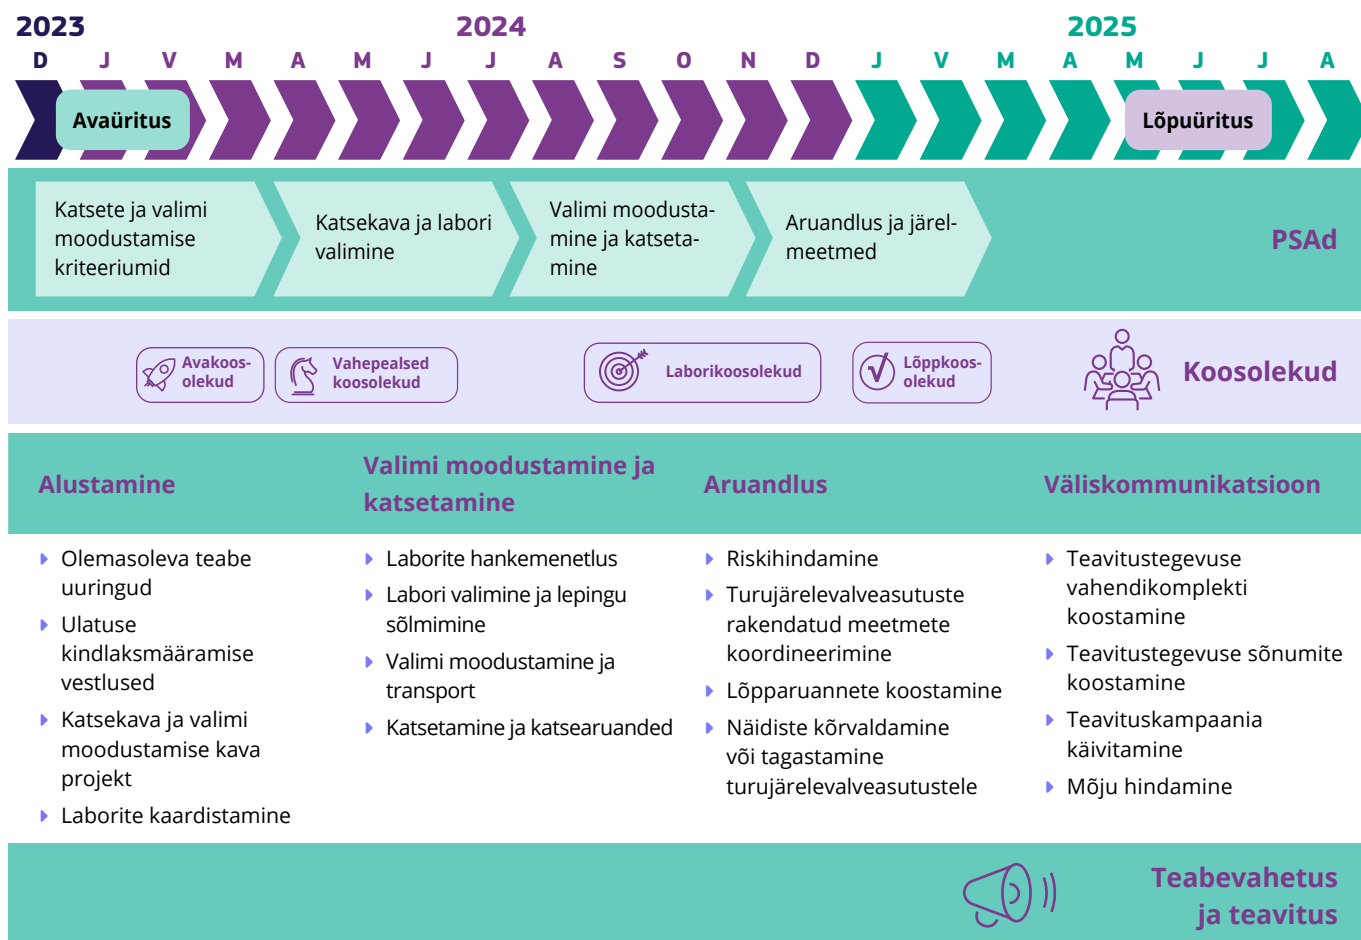 2023
2024
2025
D J V M A M J J A S O N D J V M A M J J A
Avaüritus
Lõpuüritus
Katsete ja valimi
moodustamise
kriteeriumid
Katsekava ja labori
valimine
Valimi moodusta-
mine ja katseta-
mine
Aruandlus ja järel-
meetmed
PSAd
Avakoos-
olekud
Vahepealsed
koosolekud
Laborikoosolekud
Lõppkoos-
olekud
Koosolekud
Alustamine
Olemasoleva teabe
uuringud
Ulatuse
kindlaksmääramise
vestlused
Katsekava ja valimi
moodustamise kava
projekt
Laborite kaardistamine
Valimi moodustamine ja
katsetamine
Laborite hankemenetlus
Labori valimine ja lepingu
sõlmimine
Valimi moodustamine ja
transport
Katsetamine ja katsearuanded
Aruandlus
Riskihindamine
Turujärelevalveasutuste
rakendatud meetmete
koordineerimine
Lõpparuannete koostamine
Näidiste kõrvaldamine
või tagastamine
turujärelevalveasutustele
Väliskommunikatsioon
Teavitustegevuse
vahendikomplekti
koostamine
Teavitustegevuse sõnumite
koostamine
Teavituskampaania
käivitamine
Mõju hindamine
Teabevahetus
ja teavitus